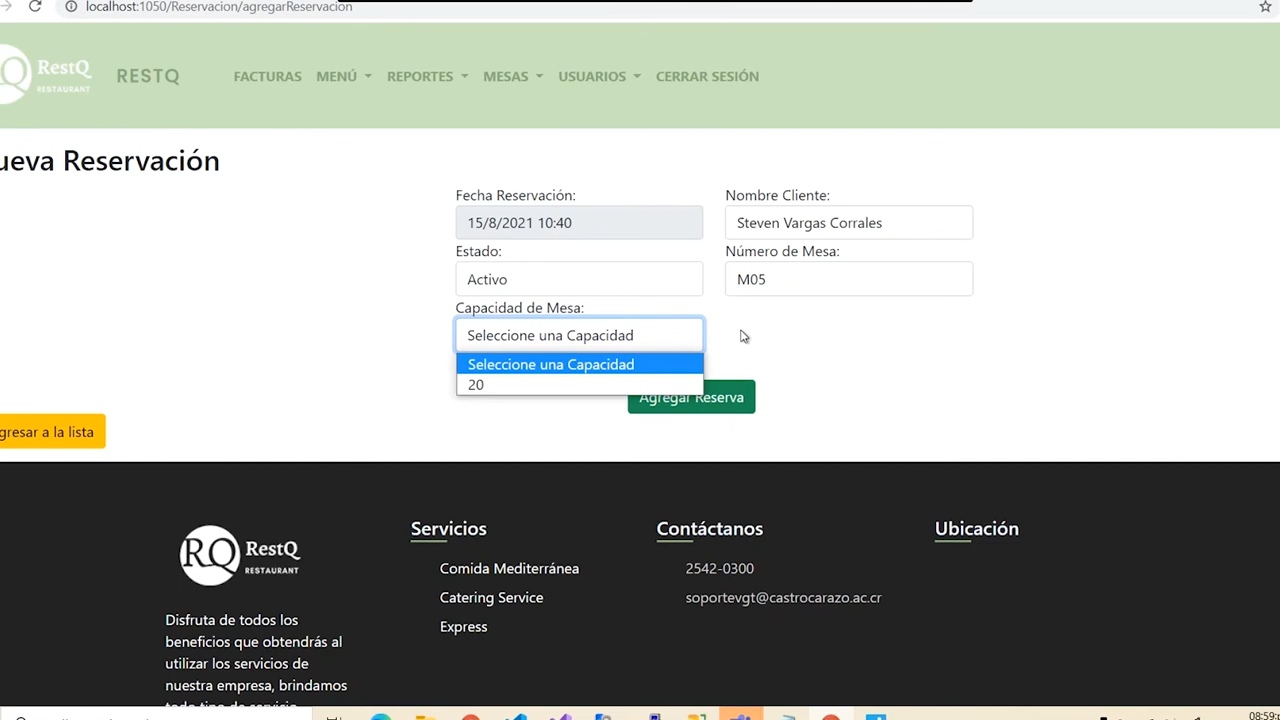 localhost:1050/Reservacion/agregarReservacion
RestQ
RESTAURANT
RESTQ
FACTURAS MENÚ REPORTES MESAS USUARIOS CERRAR SESIÓN
ueva Reservación
Fecha Reservación:
Nombre Cliente:
15/8/2021 10:40
Steven Vargas Corrales
Estado:
Número de Mesa:
Activo
M05
Capacidad de Mesa:
Seleccione una Capacidad
Seleccione una Capacidad
20
Agregar Reserva
gresar a la lista
RQ RestQ
RESTAURANT
Disfruta de todos los
beneficios que obtendrás al
utilizar los servicios de
nuestra empresa, brindamos
todo tipo de servicio
Servicios
Comida Mediterránea
Catering Service
Express
Contáctanos
2542-0300
soportevgt@castrocarazo.ac.cr
Ubicación
08:59